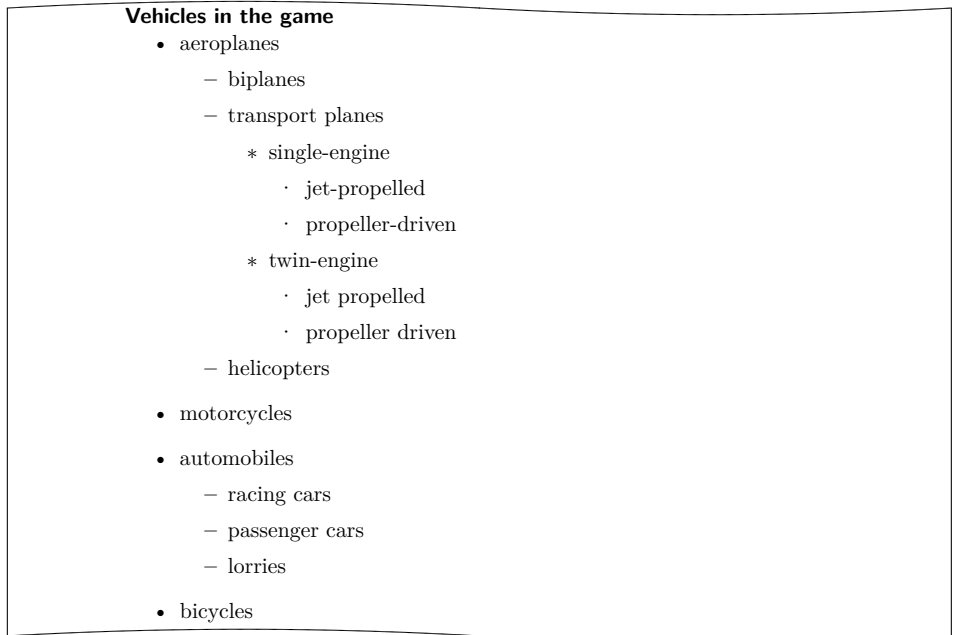 Vehicles in the game
• aeroplanes
– biplanes
– transport planes
∗ single-engine
· jet-propelled
· propeller-driven
∗ twin-engine
· jet propelled
· propeller driven
– helicopters
• motorcycles
• automobiles
– racing cars
– passenger cars
– lorries
• bicycles